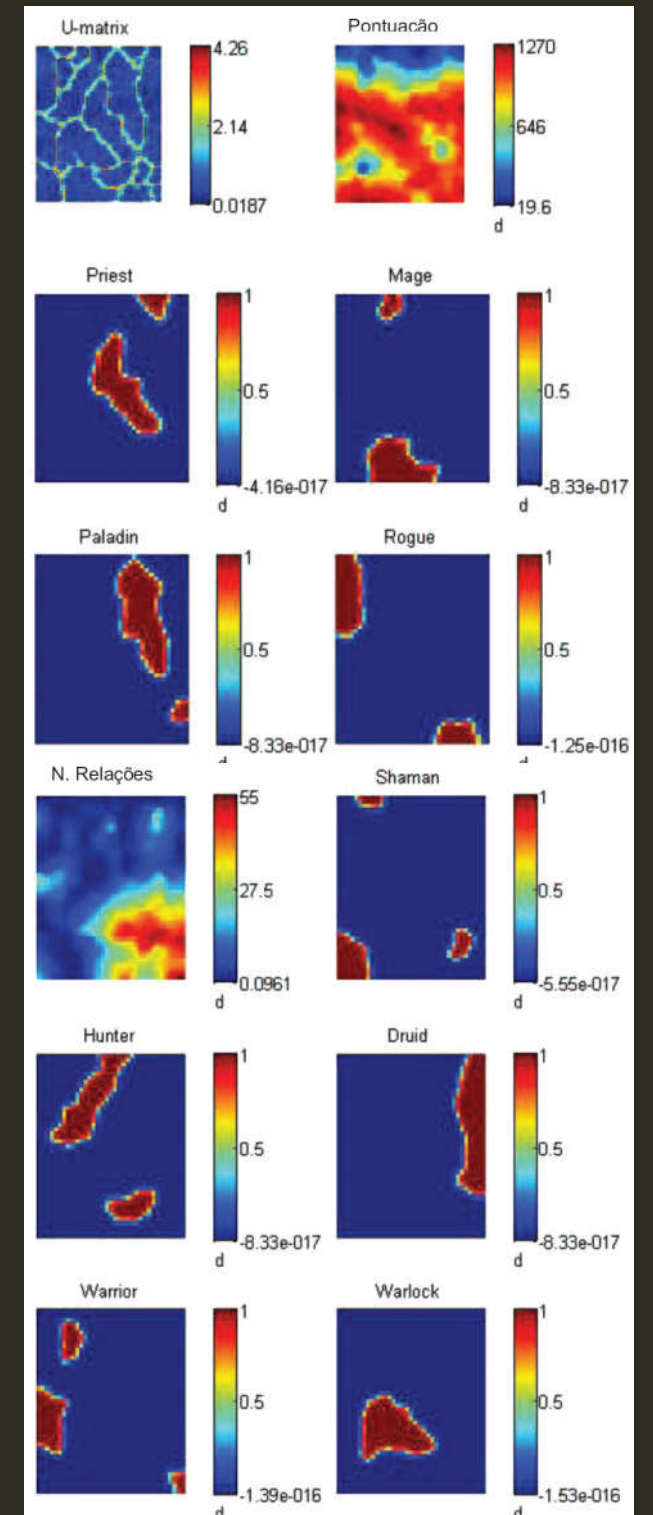 U-matrix
4.26
2.14
0.0187
Pontuacão
1270
646
19.6
d
Priest
1
0.5
-4.16e-017
d
Mage
1
0.5
-8.33e-017
d
Paladin
1
0.5
-8.33e-017
d
Rogue
1
0.5
-1.25e-016
d
N. Relações
55
27.5
0.0961
d
Shaman
1
0.5
-5.55e-017
d
Hunter
1
0.5
-8.33e-017
d
Druid
1
0.5
-8.33e-017
d
Warrior
1
0.5
-1.39e-016
d
Warlock
1
0.5
-1.53e-016
d